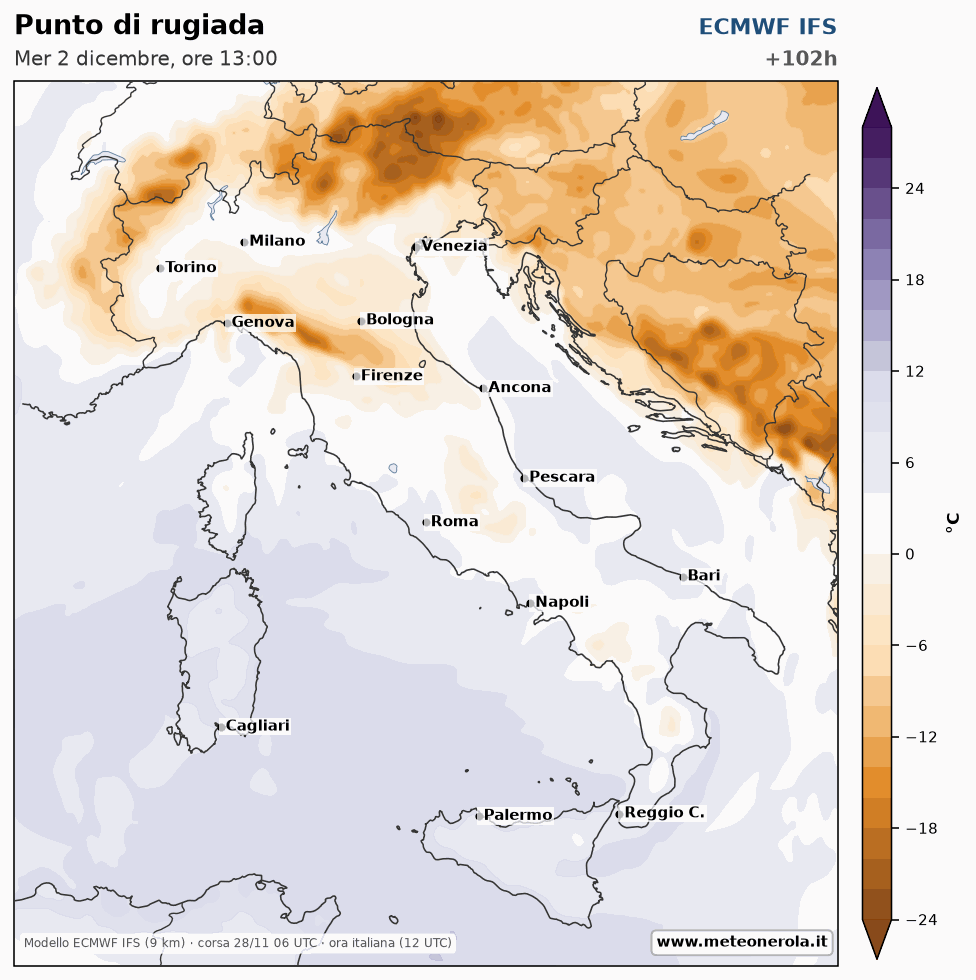 Punto di rugiada
ECMWF IFS
Mer 2 dicembre, ore 13:00
+102h
Milano
Venezia
Torino
Genova
Bologna
Firenze
Ancona
Pescara
Roma
Bari
Napoli
Cagliari
Palermo
Reggio C.
24
18
12
6
0
−6
−12
−18
−24
°C
Modello ECMWF IFS (9 km) · corsa 28/11 06 UTC · ora italiana (12 UTC)
www.meteonerola.it